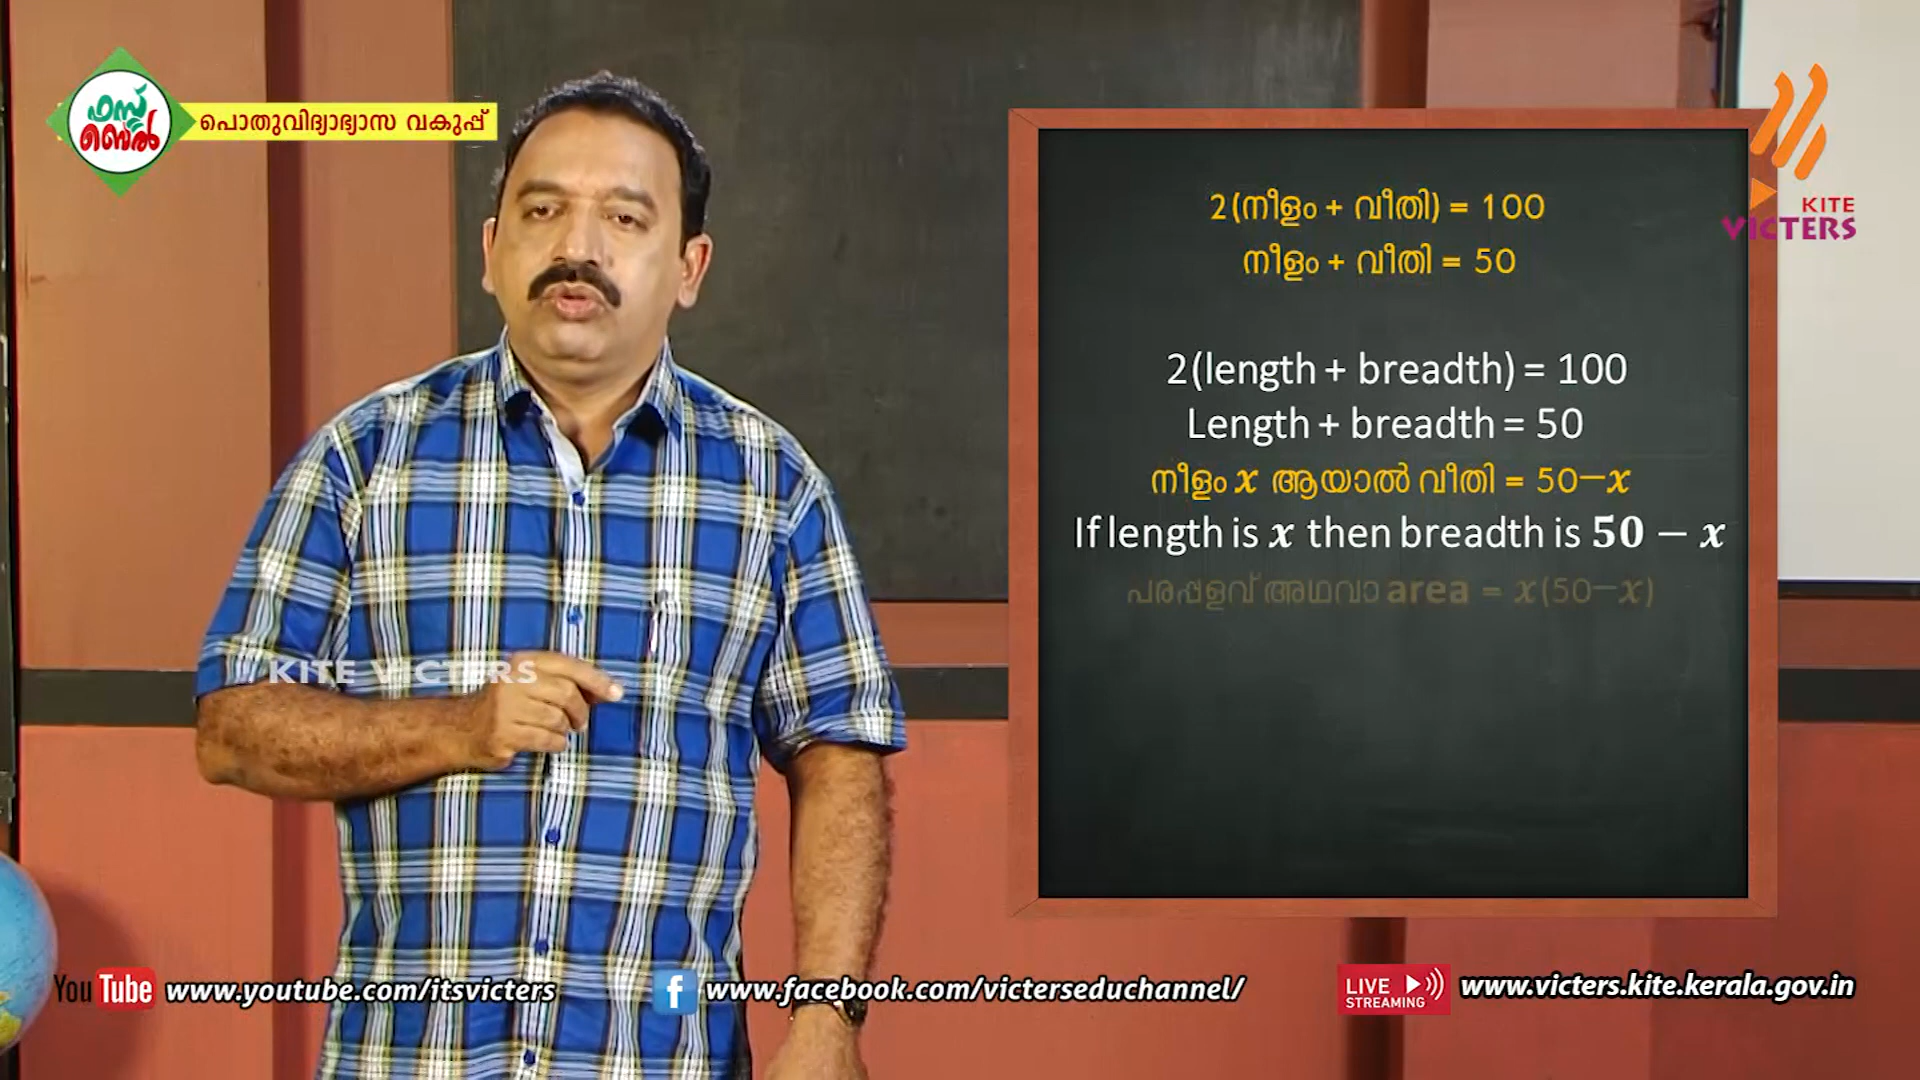 ഫസ്റ്റ്
ബെൽ
പൊതുവിദ്യാഭ്യാസ വകുപ്പ്
KITE
VICTERS
2(നീളം + വീതി) = 100
നീളം + വീതി = 50
2(length + breadth) = 100
Length + breadth = 50
നീളം x ആയാൽ വീതി = 50−x
If length is x then breadth is 50 − x
പരപ്പളവ് അഥവാ area = x(50−x)
KITE VICTERS
YouTube www.youtube.com/itsvicters
f www.facebook.com/victerseduchannel/
LIVE STREAMING www.victers.kite.kerala.gov.in